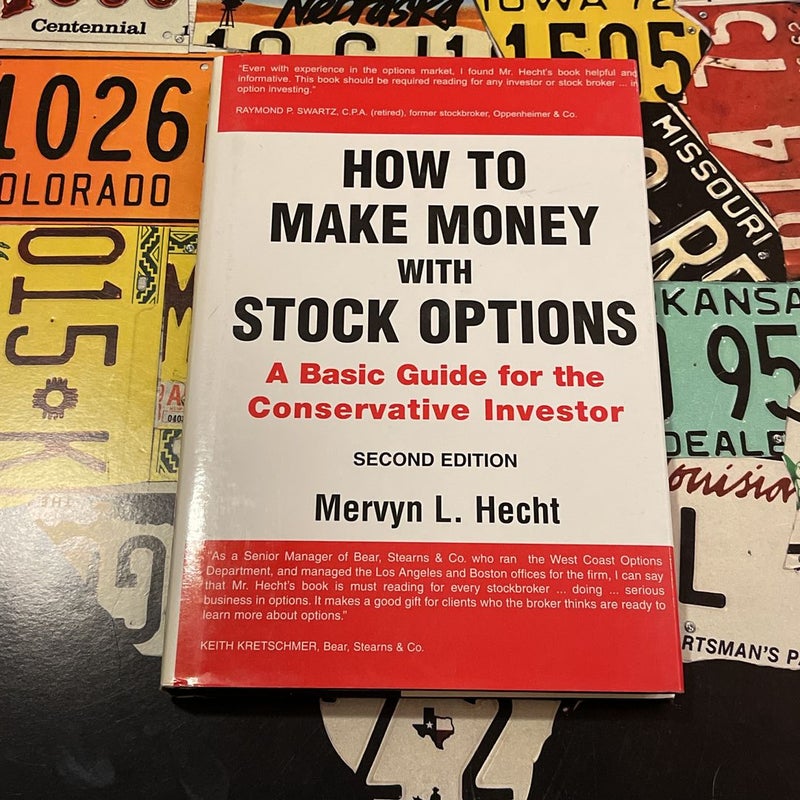 Centennial
Nebraska
IOWA 72
1595
1026
COLORADO
MISSOURI
KANSA
95
DEALE
ouisia
L
RTSMAN'S PA
015
"Even with experience in the options market, I found Mr. Hecht's book helpful and
informative. This book should be required reading for any investor or stock broker ... in
option investing."
RAYMOND P. SWARTZ, C.P.A. (retired), former stockbroker, Oppenheimer & Co.
HOW TO
MAKE MONEY
WITH
STOCK OPTIONS
A Basic Guide for the
Conservative Investor
SECOND EDITION
Mervyn L. Hecht
"As a Senior Manager of Bear, Stearns & Co. who ran the West Coast Options
Department, and managed the Los Angeles and Boston offices for the firm, I can say
that Mr. Hecht's book is must reading for every stockbroker ... doing ... serious
business in options. It makes a good gift for clients who the broker thinks are ready to
learn more about options."
KEITH KRETSCHMER, Bear, Stearns & Co.